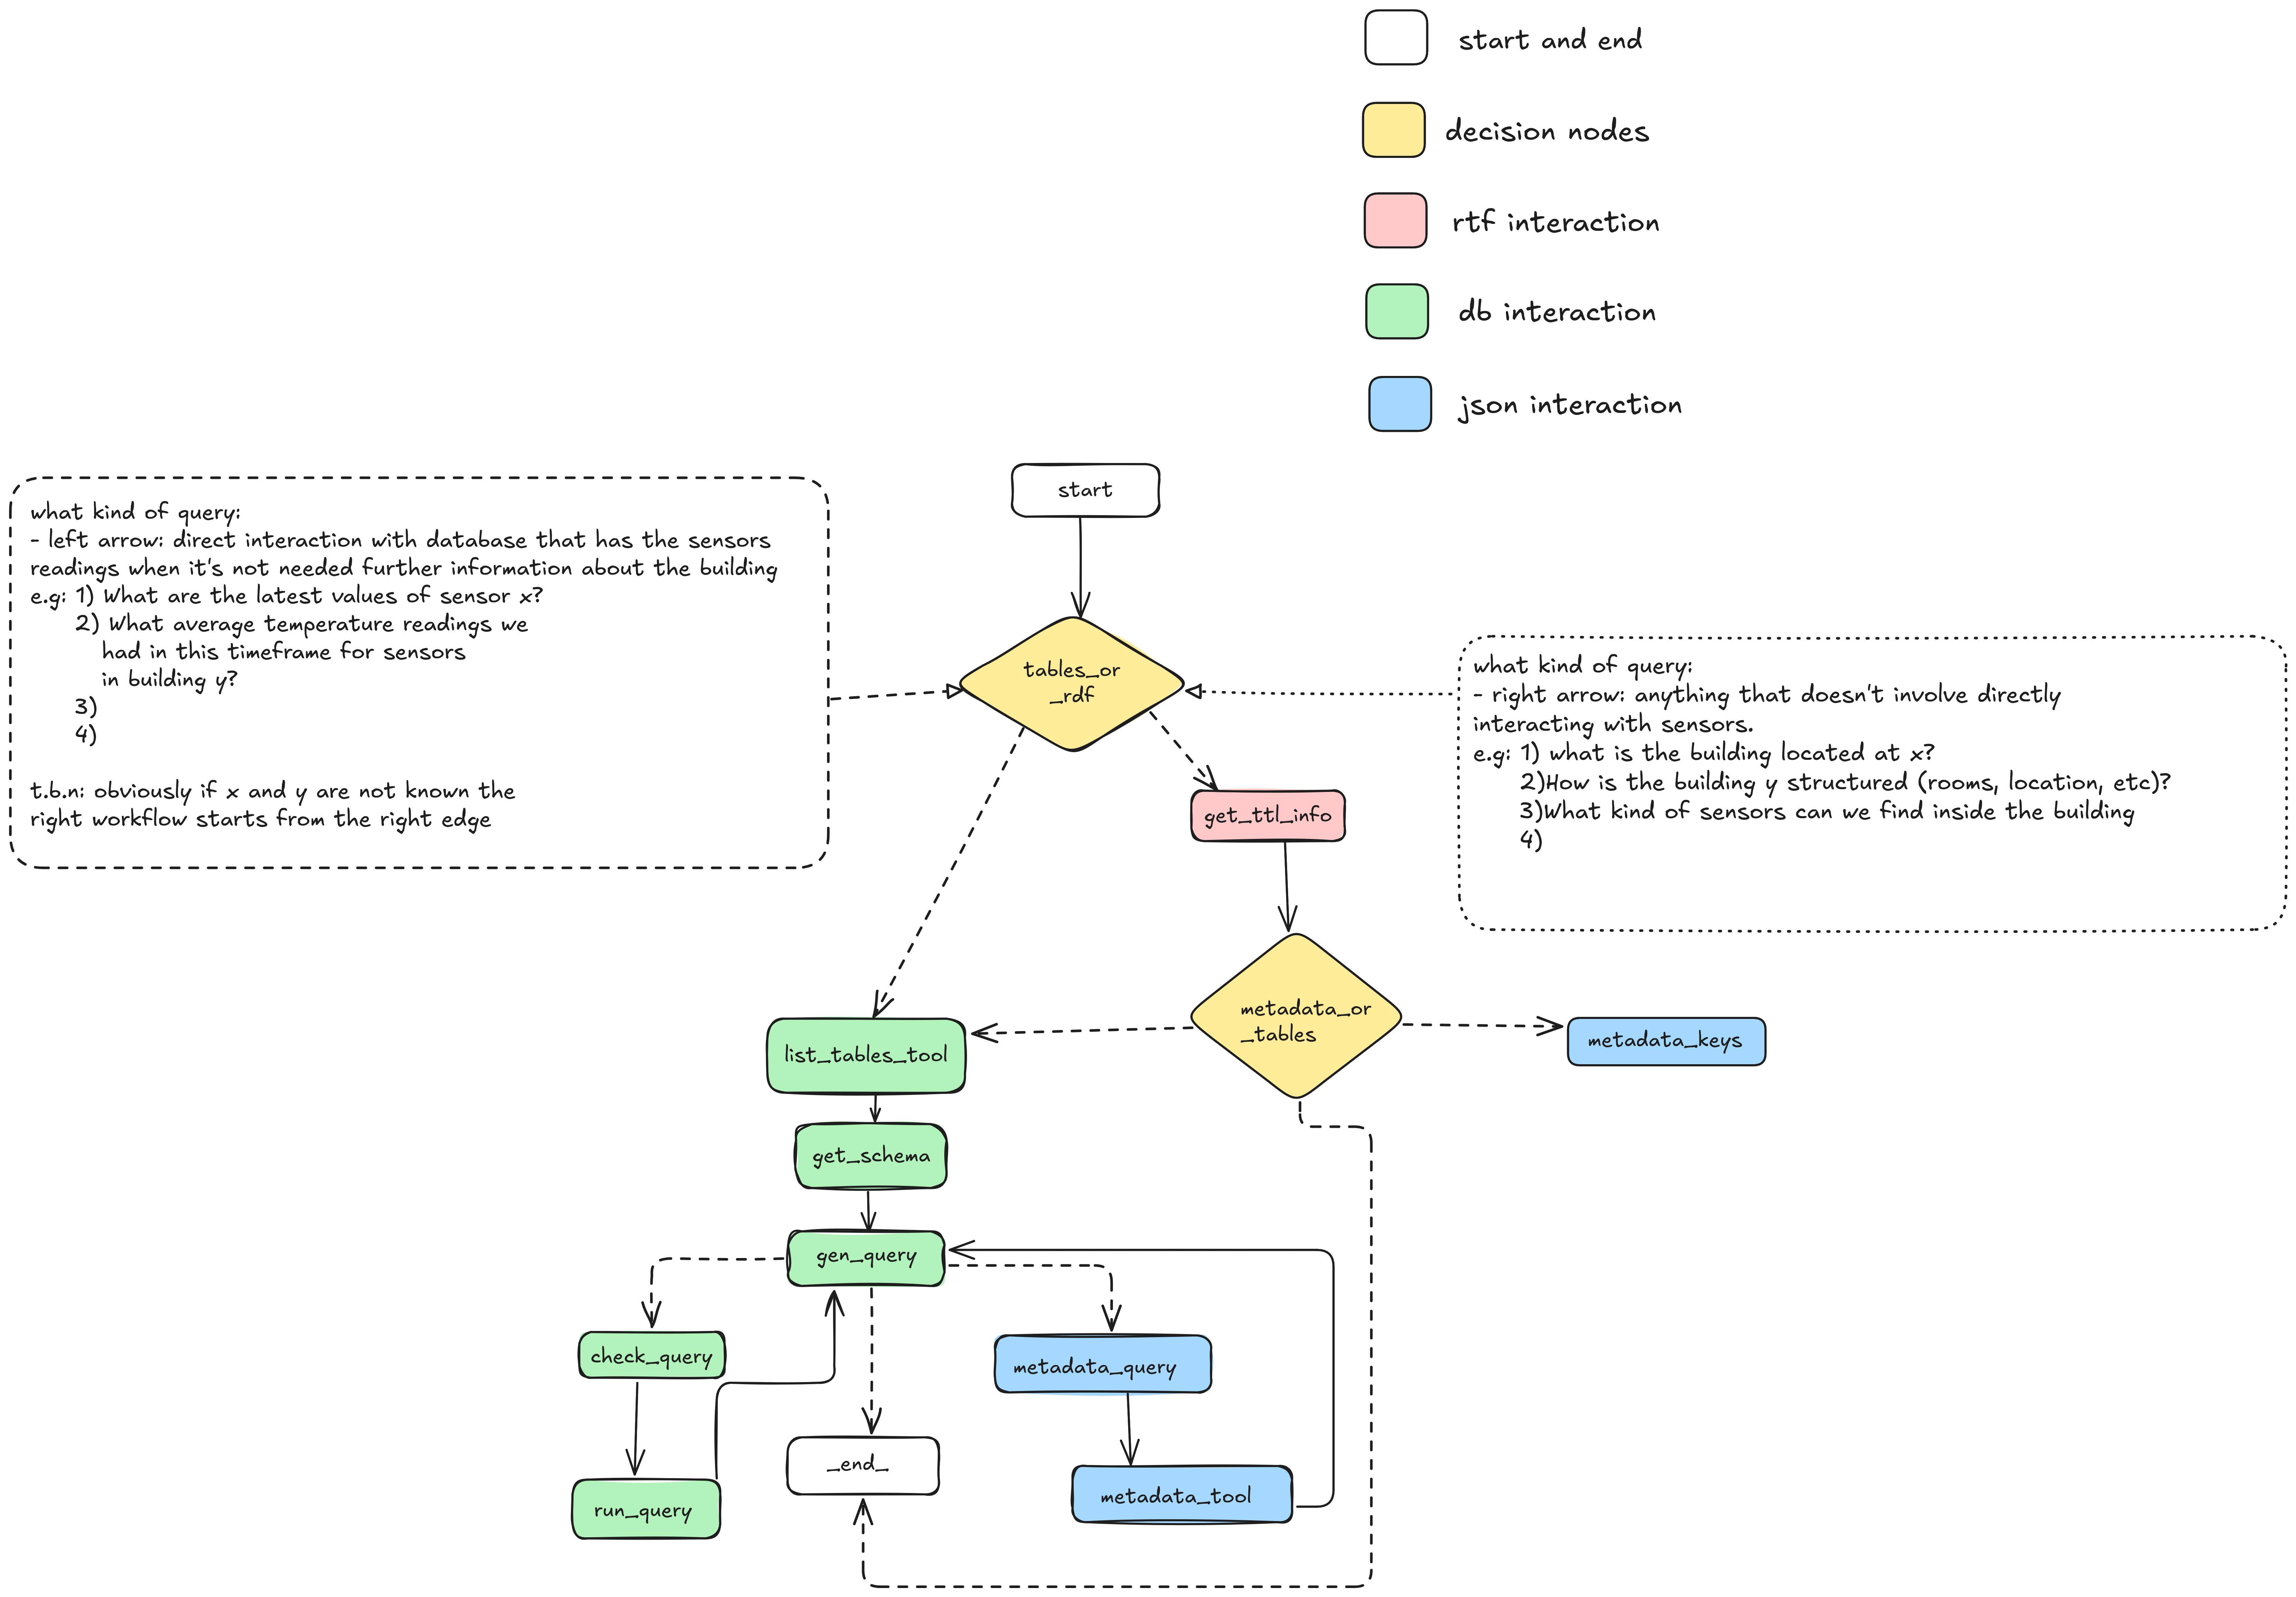 start and end
decision nodes
rtf interaction
db interaction
json interaction
start
what kind of query:
- left arrow: direct interaction with database that has the sensors
readings when it's not needed further information about the building
e.g: 1) What are the latest values of sensor x?
2) What average temperature readings we
had in this timeframe for sensors
in building y?
3)
4)
t.b.n: obviously if x and y are not known the
right workflow starts from the right edge
tables_or
_rdf
what kind of query:
- right arrow: anything that doesn't involve directly
interacting with sensors.
e.g: 1) what is the building located at x?
2)How is the building y structured (rooms, location, etc)?
3)What kind of sensors can we find inside the building
4)
get_ttl_info
metadata_or
_tables
metadata_keys
list_tables_tool
get_schema
gen_query
check_query
metadata_query
_end_
metadata_tool
run_query